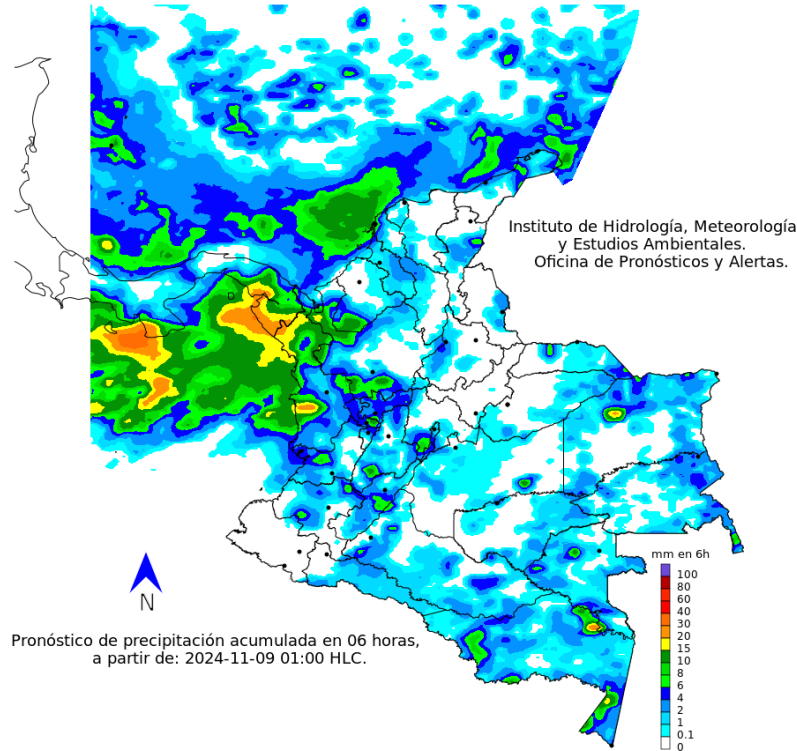 Instituto de Hidrología, Meteorología
y Estudios Ambientales.
Oficina de Pronósticos y Alertas.
mm en 6h
100
80
60
40
30
20
15
10
8
6
4
2
1
0.1
0
N
Pronóstico de precipitación acumulada en 06 horas,
a partir de: 2024-11-09 01:00 HLC.